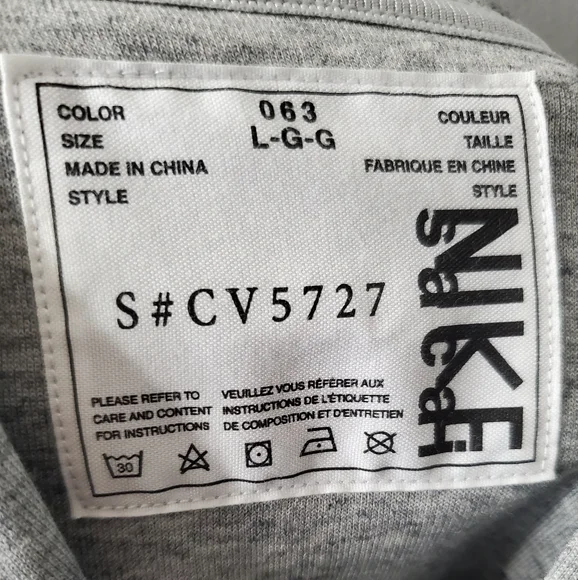 COLOR 063 COULEUR
SIZE L-G-G TAILLE
MADE IN CHINA FABRIQUE EN CHINE
STYLE STYLE
S#CV5727
NIKE
sacai
PLEASE REFER TO
CARE AND CONTENT
FOR INSTRUCTIONS
VEUILLEZ VOUS RÉFÉRER AUX
INSTRUCTIONS DE L'ÉTIQUETTE
DE COMPOSITION ET D'ENTRETIEN
30